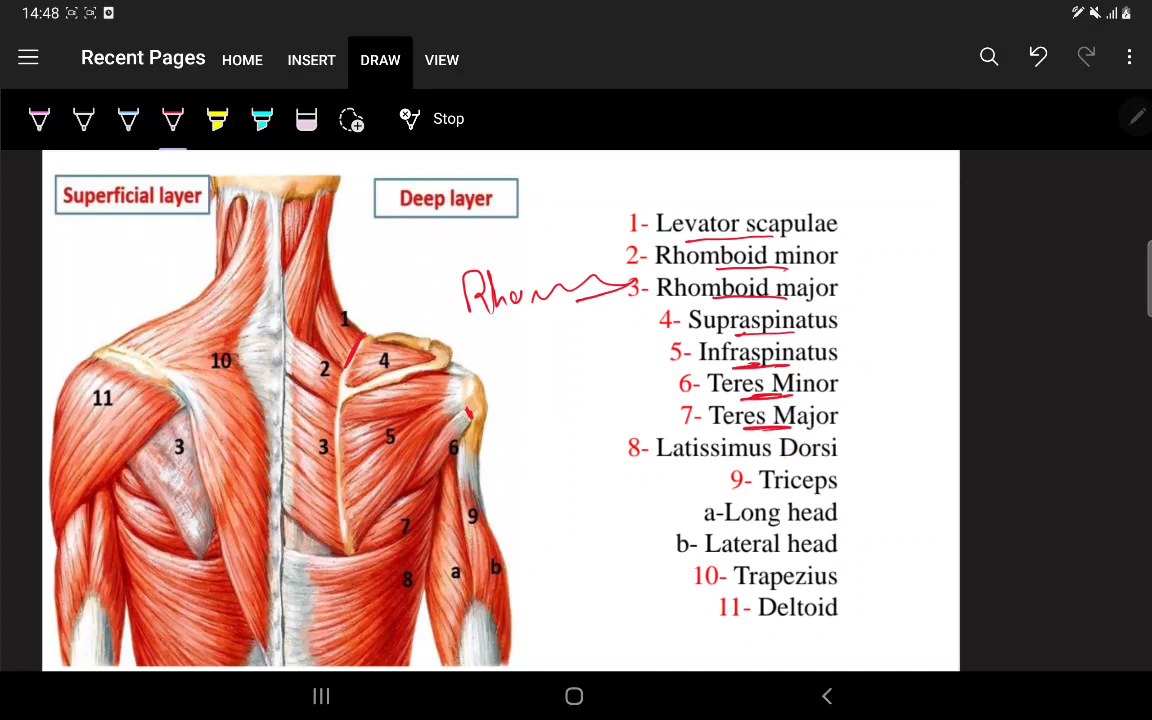 14:48
Recent Pages HOME INSERT DRAW VIEW
Stop
Superficial layer
Deep layer
1- Levator scapulae
2- Rhomboid minor
3- Rhomboid major
4- Supraspinatus
5- Infraspinatus
6- Teres Minor
7- Teres Major
8- Latissimus Dorsi
9- Triceps
a-Long head
b- Lateral head
10- Trapezius
11- Deltoid
1
10
2
4
11
3
3
5
6
7
9
8
a
b